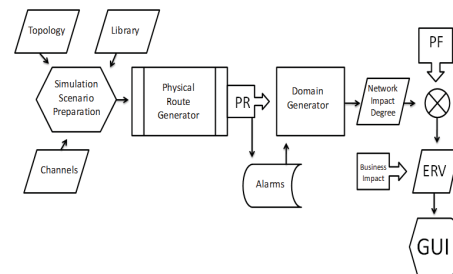 Topology
Library
Simulation
Scenario
Preparation
Channels
Physical
Route
Generator
PR
Alarms
Domain
Generator
Network
Impact
Degree
PF
Business
Impact
ERV
GUI